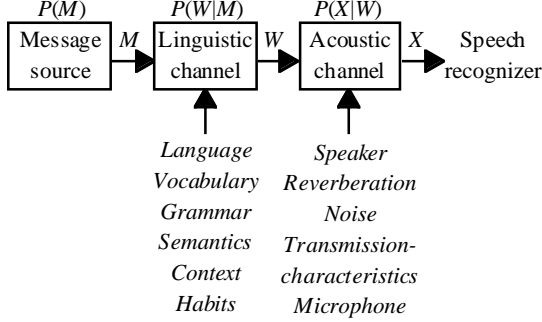 P(M) P(W|M) P(X|W)
Message source M Linguistic channel W Acoustic channel X Speech recognizer
Language
Vocabulary
Grammar
Semantics
Context
Habits
Speaker
Reverberation
Noise
Transmission-
characteristics
Microphone